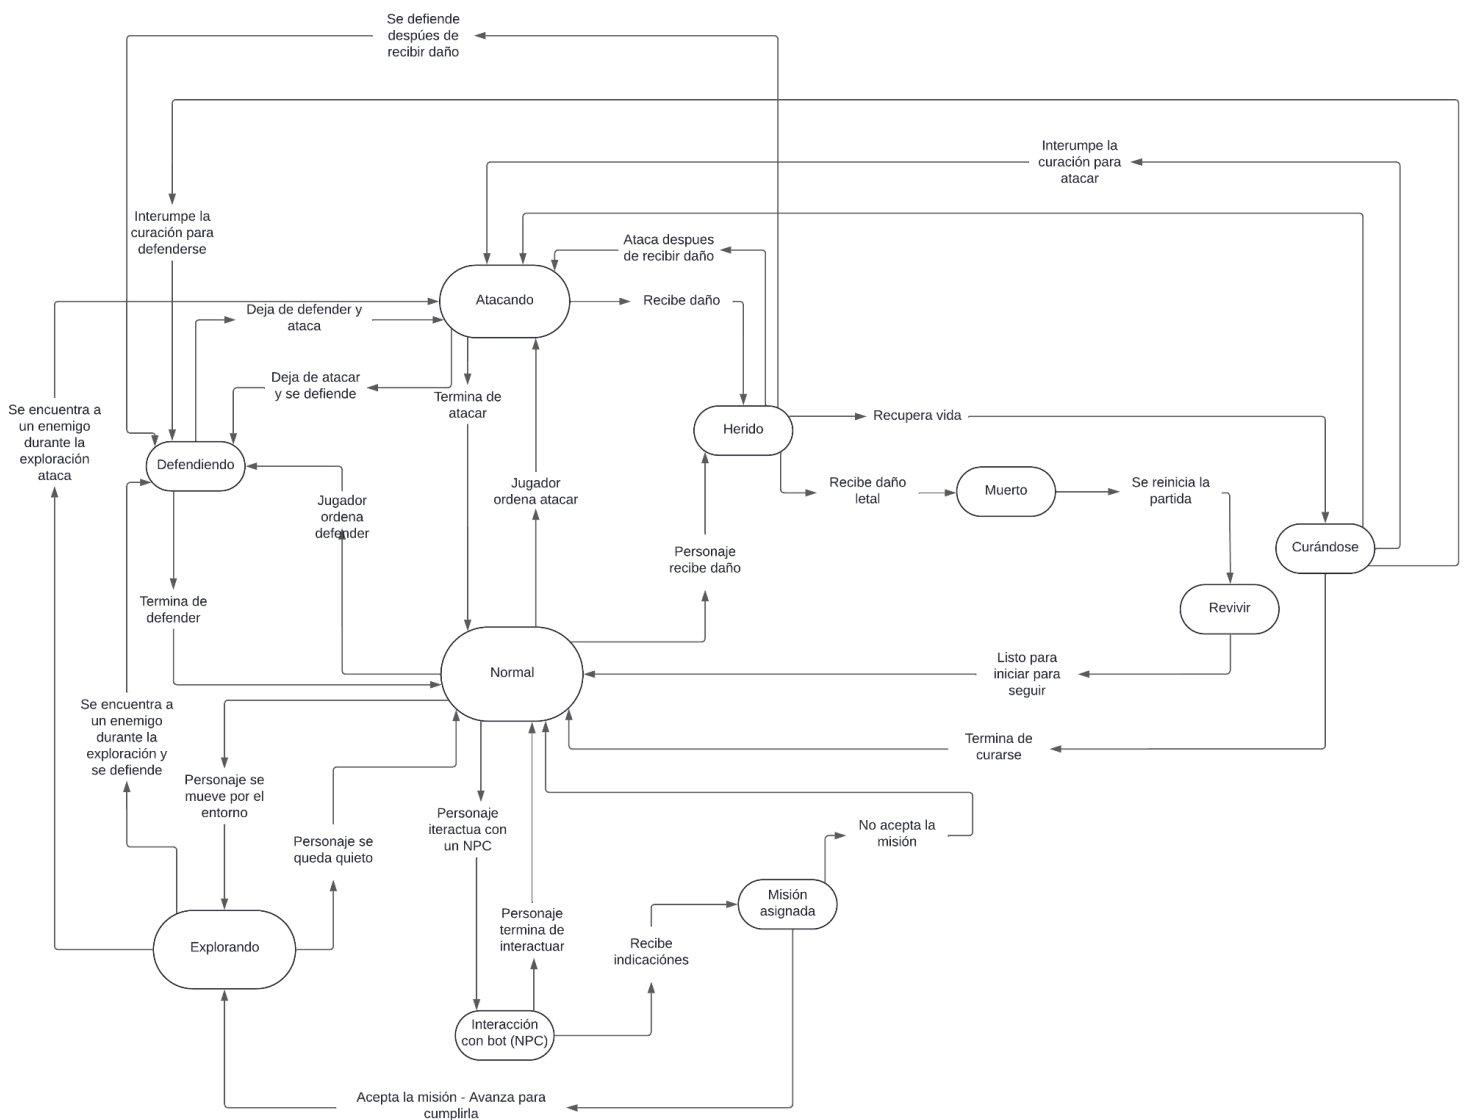 Se defiende
despúes de
recibir daño
Interumpe la
curación para
atacar
Interumpe la
curación para
defenderse
Ataca despues
de recibir daño
Atacando
Recibe daño
Deja de defender y
ataca
Deja de atacar
y se defiende
Termina de
atacar
Se encuentra a
un enemigo
durante la
exploración
ataca
Herido
Recupera vida
Defendiendo
Jugador
ordena
defender
Jugador
ordena atacar
Recibe daño
letal
Muerto
Se reinicia la
partida
Personaje
recibe daño
Curándose
Termina de
defender
Revivir
Normal
Listo para
iniciar para
seguir
Se encuentra a
un enemigo
durante la
exploración y
se defiende
Termina de
curarse
Personaje se
mueve por el
entorno
Personaje
iteractua con
un NPC
Personaje se
queda quieto
No acepta la
misión
Misión
asignada
Personaje
termina de
interactuar
Explorando
Recibe
indicaciónes
Interacción
con bot (NPC)
Acepta la misión - Avanza para
cumplirla